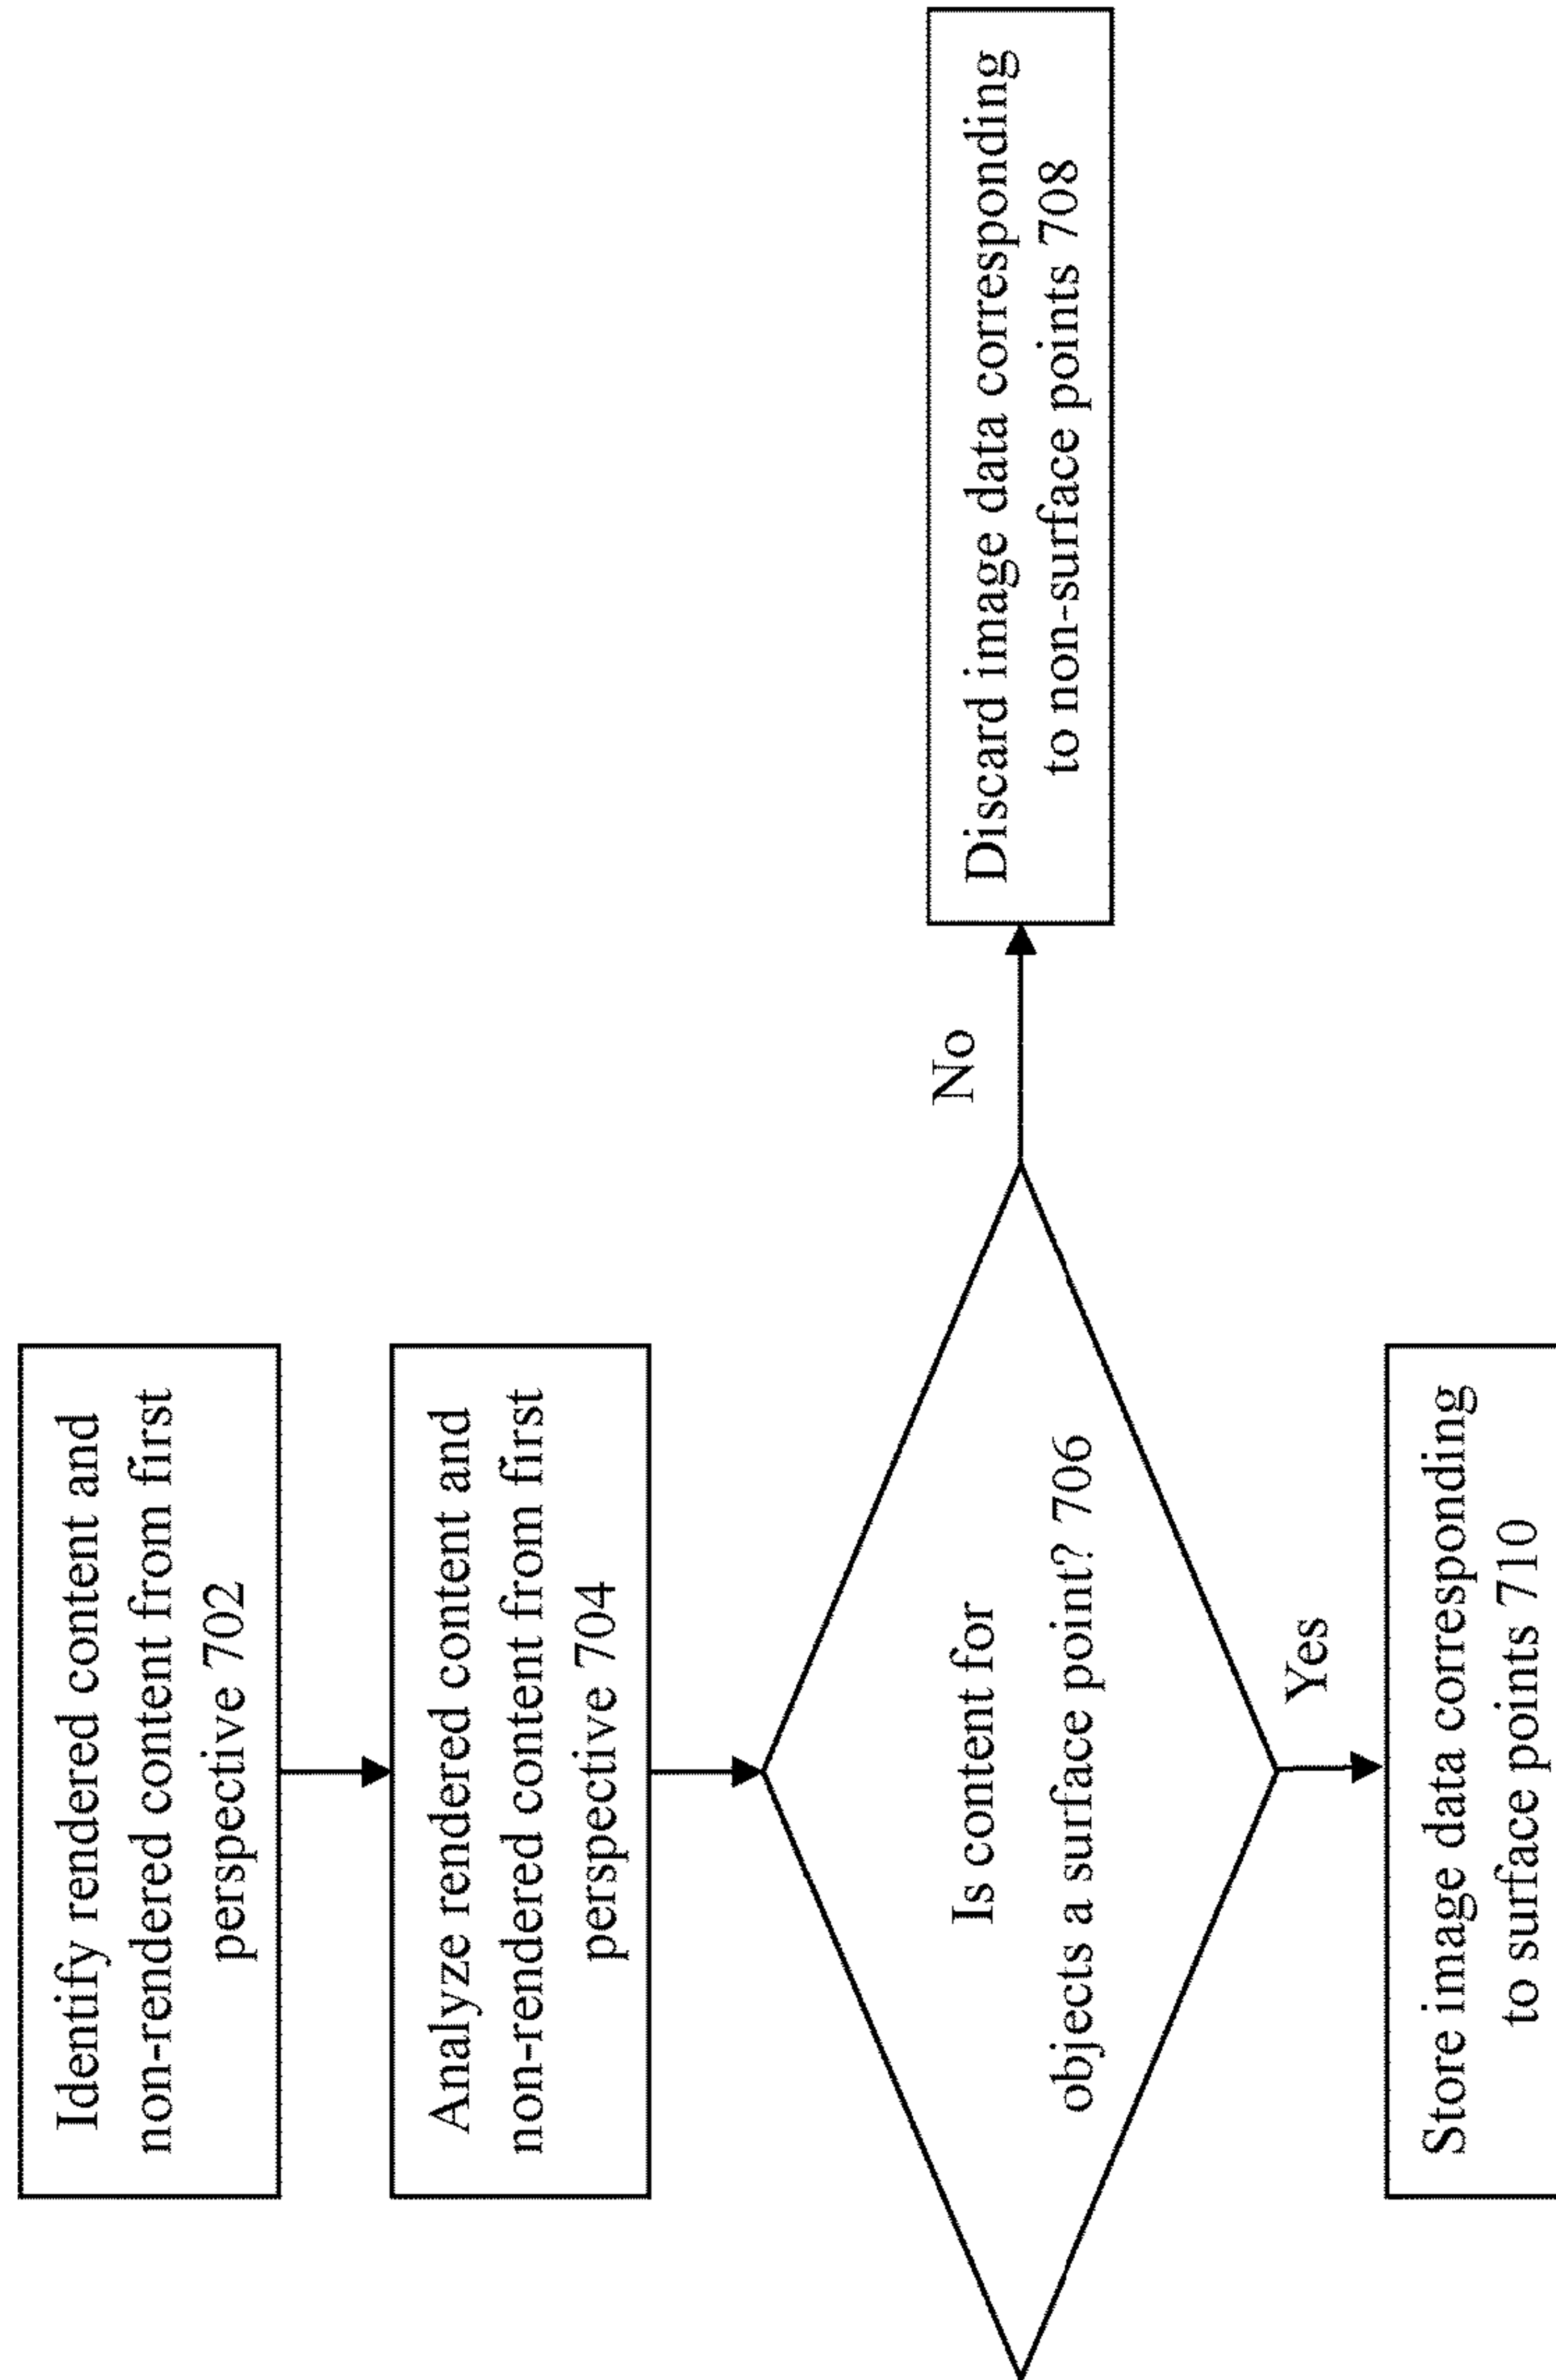 Identify rendered content and
non-rendered content from first
perspective 702
Analyze rendered content and
non-rendered content from first
perspective 704
Is content for
objects a surface point? 706
No
Discard image data corresponding
to non-surface points 708
Yes
Store image data corresponding
to surface points 710